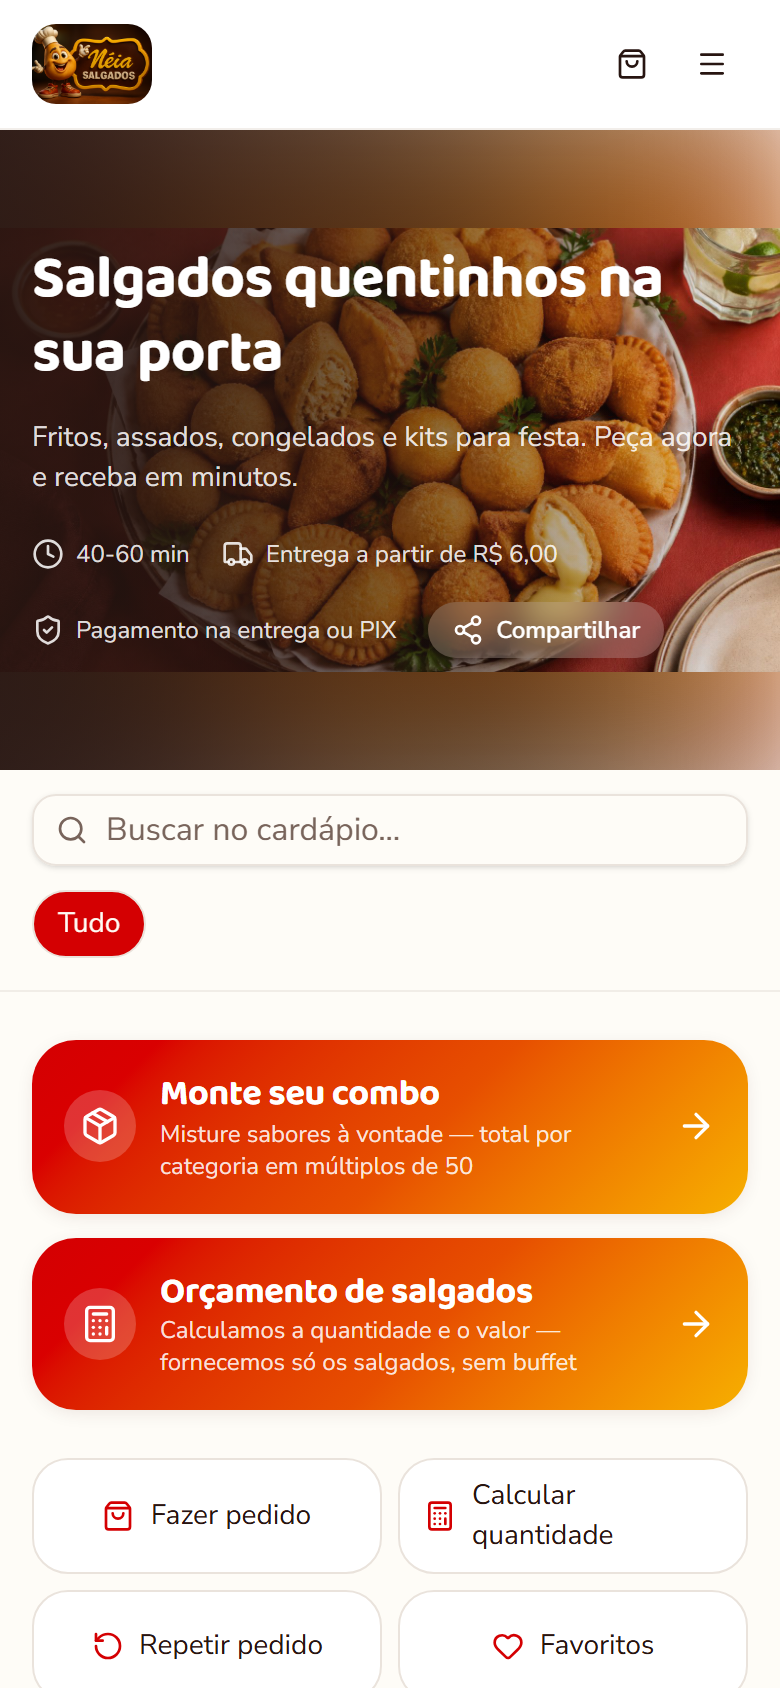 Néia
SALGADOS
Salgados quentinhos na
sua porta
Fritos, assados, congelados e kits para festa. Peça agora
e receba em minutos.
40-60 min
Entrega a partir de R$ 6,00
Pagamento na entrega ou PIX
Compartilhar
Buscar no cardápio...
Tudo
Monte seu combo
Misture sabores à vontade — total por
categoria em múltiplos de 50
Orçamento de salgados
Calculamos a quantidade e o valor —
fornecemos só os salgados, sem buffet
Fazer pedido
Calcular
quantidade
Repetir pedido
Favoritos